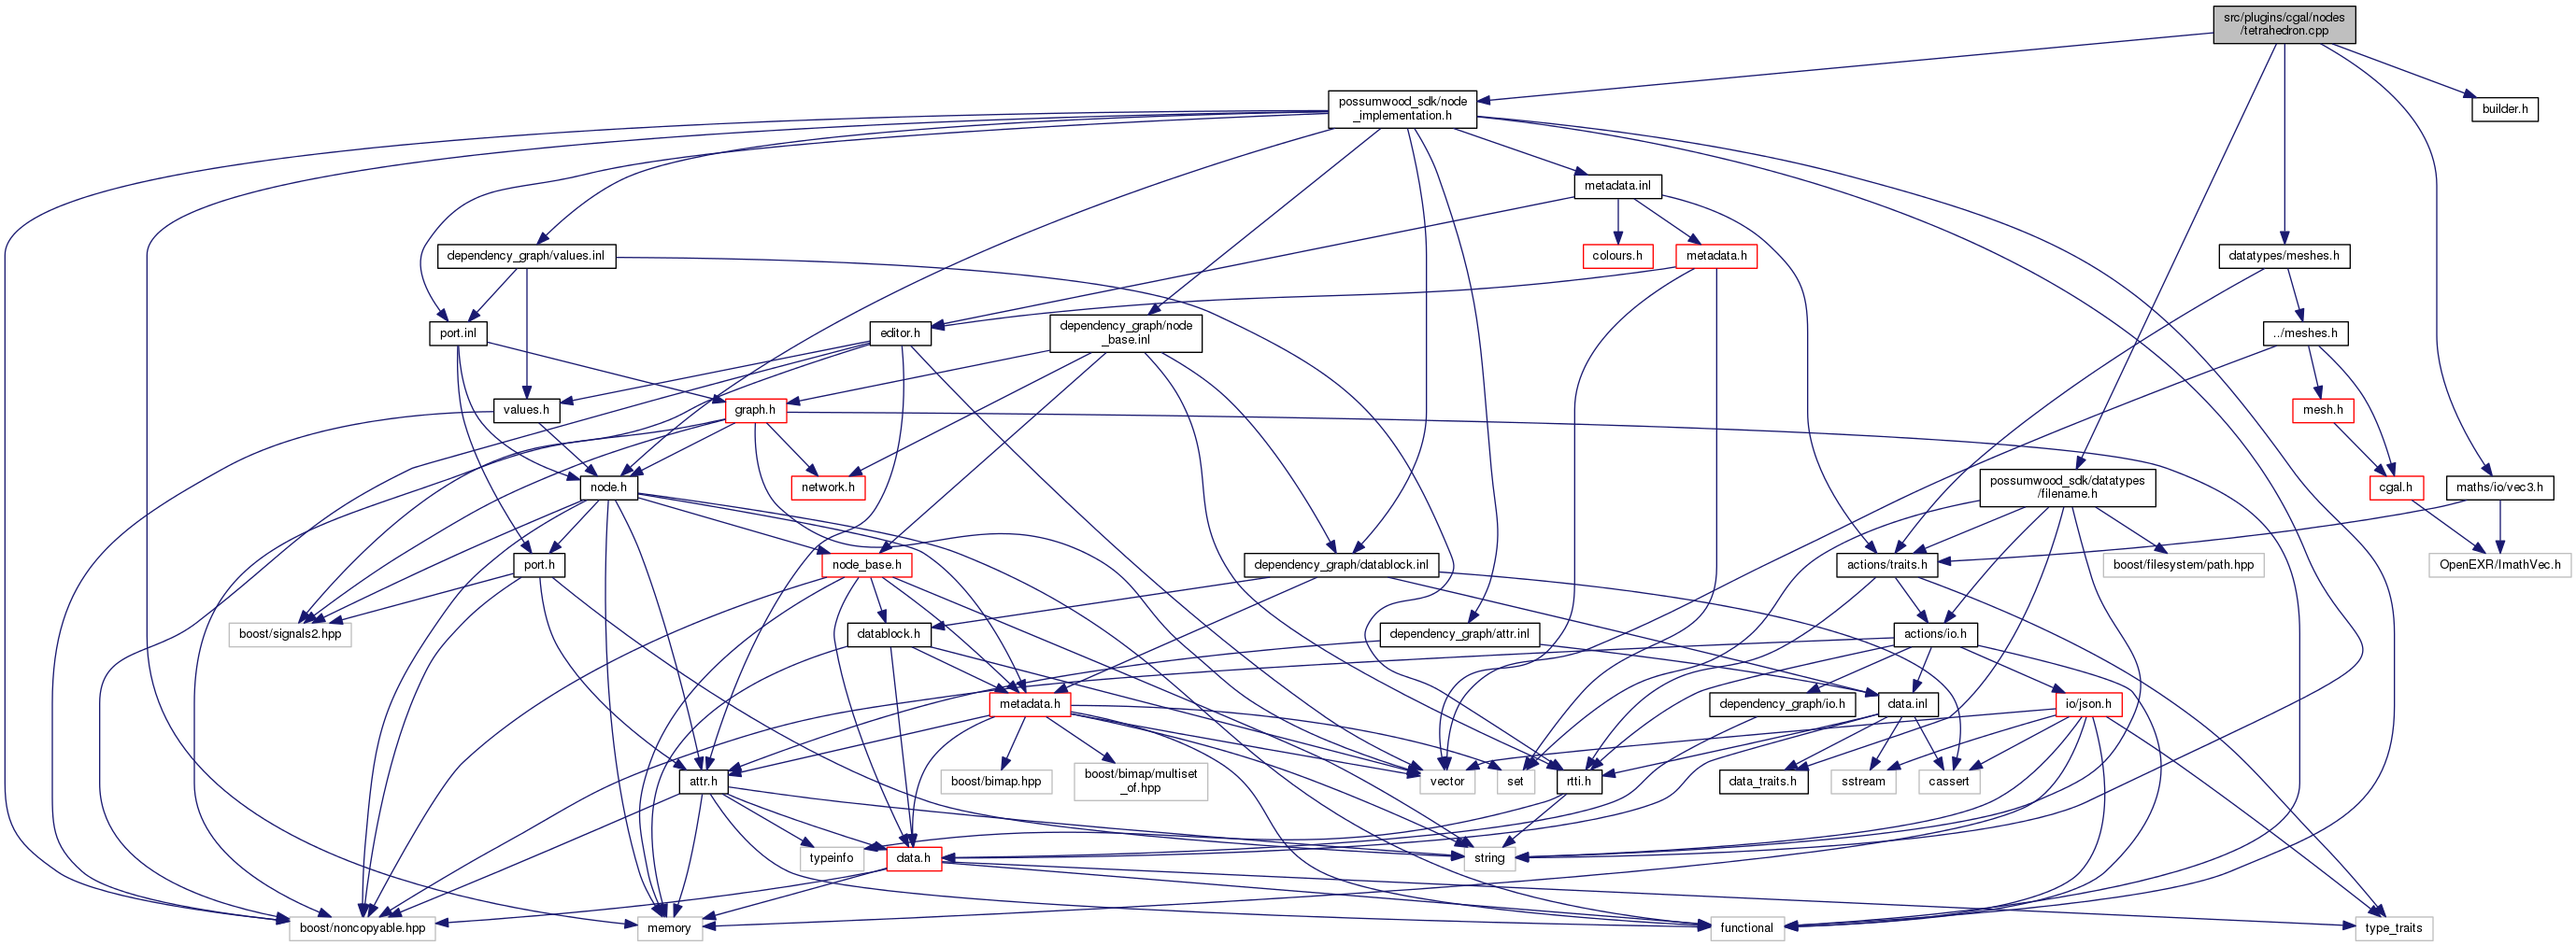 src/plugins/cgal/nodes
/tetrahedron.cpp
possumwood_sdk/node
_implementation.h
builder.h
metadata.inl
dependency_graph/values.inl
colours.h
metadata.h
datatypes/meshes.h
port.inl
editor.h
dependency_graph/node
_base.inl
../meshes.h
values.h
graph.h
mesh.h
node.h
network.h
possumwood_sdk/datatypes
/filename.h
cgal.h
maths/io/vec3.h
port.h
node_base.h
dependency_graph/datablock.inl
actions/traits.h
boost/filesystem/path.hpp
OpenEXR/ImathVec.h
boost/signals2.hpp
datablock.h
dependency_graph/attr.inl
actions/io.h
metadata.h
dependency_graph/io.h
data.inl
io/json.h
attr.h
boost/bimap.hpp
boost/bimap/multiset
_of.hpp
vector
set
rtti.h
data_traits.h
sstream
cassert
typeinfo
data.h
string
boost/noncopyable.hpp
memory
functional
type_traits